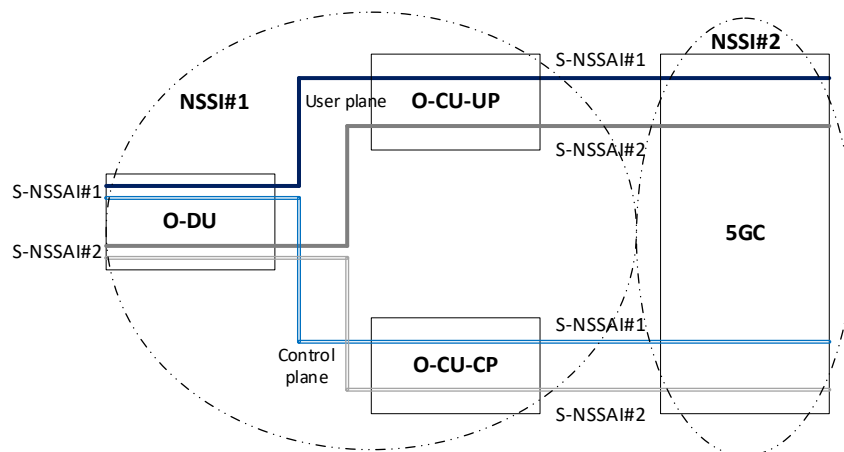 NSSI#2
S-NSSAI#1
NSSI#1
User plane
O-CU-UP
S-NSSAI#2
S-NSSAI#1
O-DU
5GC
S-NSSAI#2
S-NSSAI#1
Control
plane
O-CU-CP
S-NSSAI#2